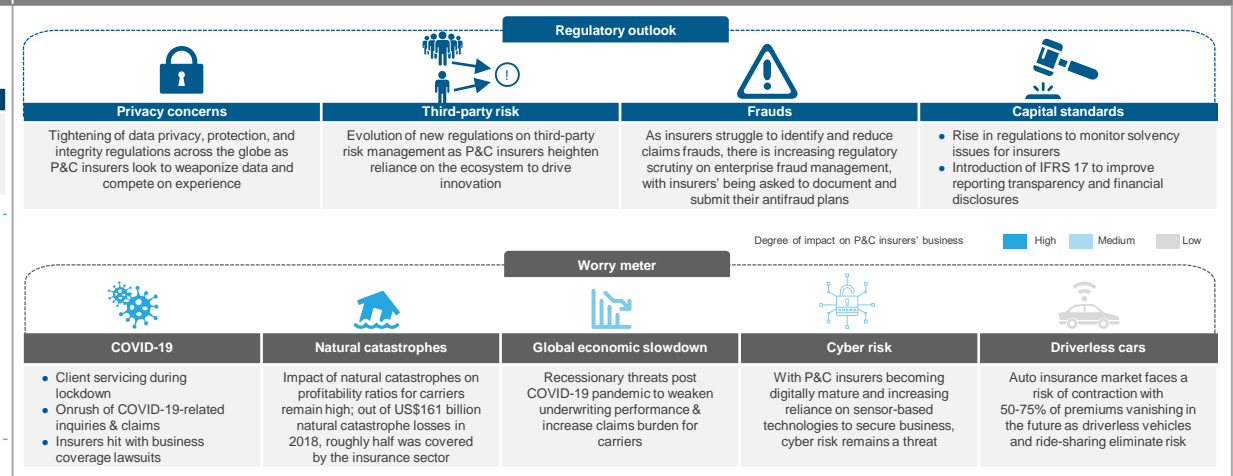 Regulatory outlook
!
Privacy concerns
Tightening of data privacy, protection, and
integrity regulations across the globe as
P&C insurers look to weaponize data and
compete on experience
Third-party risk
Evolution of new regulations on third-party
risk management as P&C insurers heighten
reliance on the ecosystem to drive
innovation
Frauds
As insurers struggle to identify and reduce
claims frauds, there is increasing regulatory
scrutiny on enterprise fraud management,
with insurers' being asked to document and
submit their antifraud plans
Capital standards
● Rise in regulations to monitor solvency
issues for insurers
● Introduction of IFRS 17 to improve
reporting transparency and financial
disclosures
Degree of impact on P&C insurers' business
High
Medium
Low
Worry meter
COVID-19
● Client servicing during
lockdown
● Onrush of COVID-19-related
inquiries & claims
● Insurers hit with business
coverage lawsuits
Natural catastrophes
Impact of natural catastrophes on
profitability ratios for carriers
remain high; out of US$161 billion
natural catastrophe losses in
2018, roughly half was covered
by the insurance sector
Global economic slowdown
Recessionary threats post
COVID-19 pandemic to weaken
underwriting performance &
increase claims burden for
carriers
Cyber risk
With P&C insurers becoming
digitally mature and increasing
reliance on sensor-based
technologies to secure business,
cyber risk remains a threat
Driverless cars
Auto insurance market faces a
risk of contraction with
50-75% of premiums vanishing in
the future as driverless vehicles
and ride-sharing eliminate risk